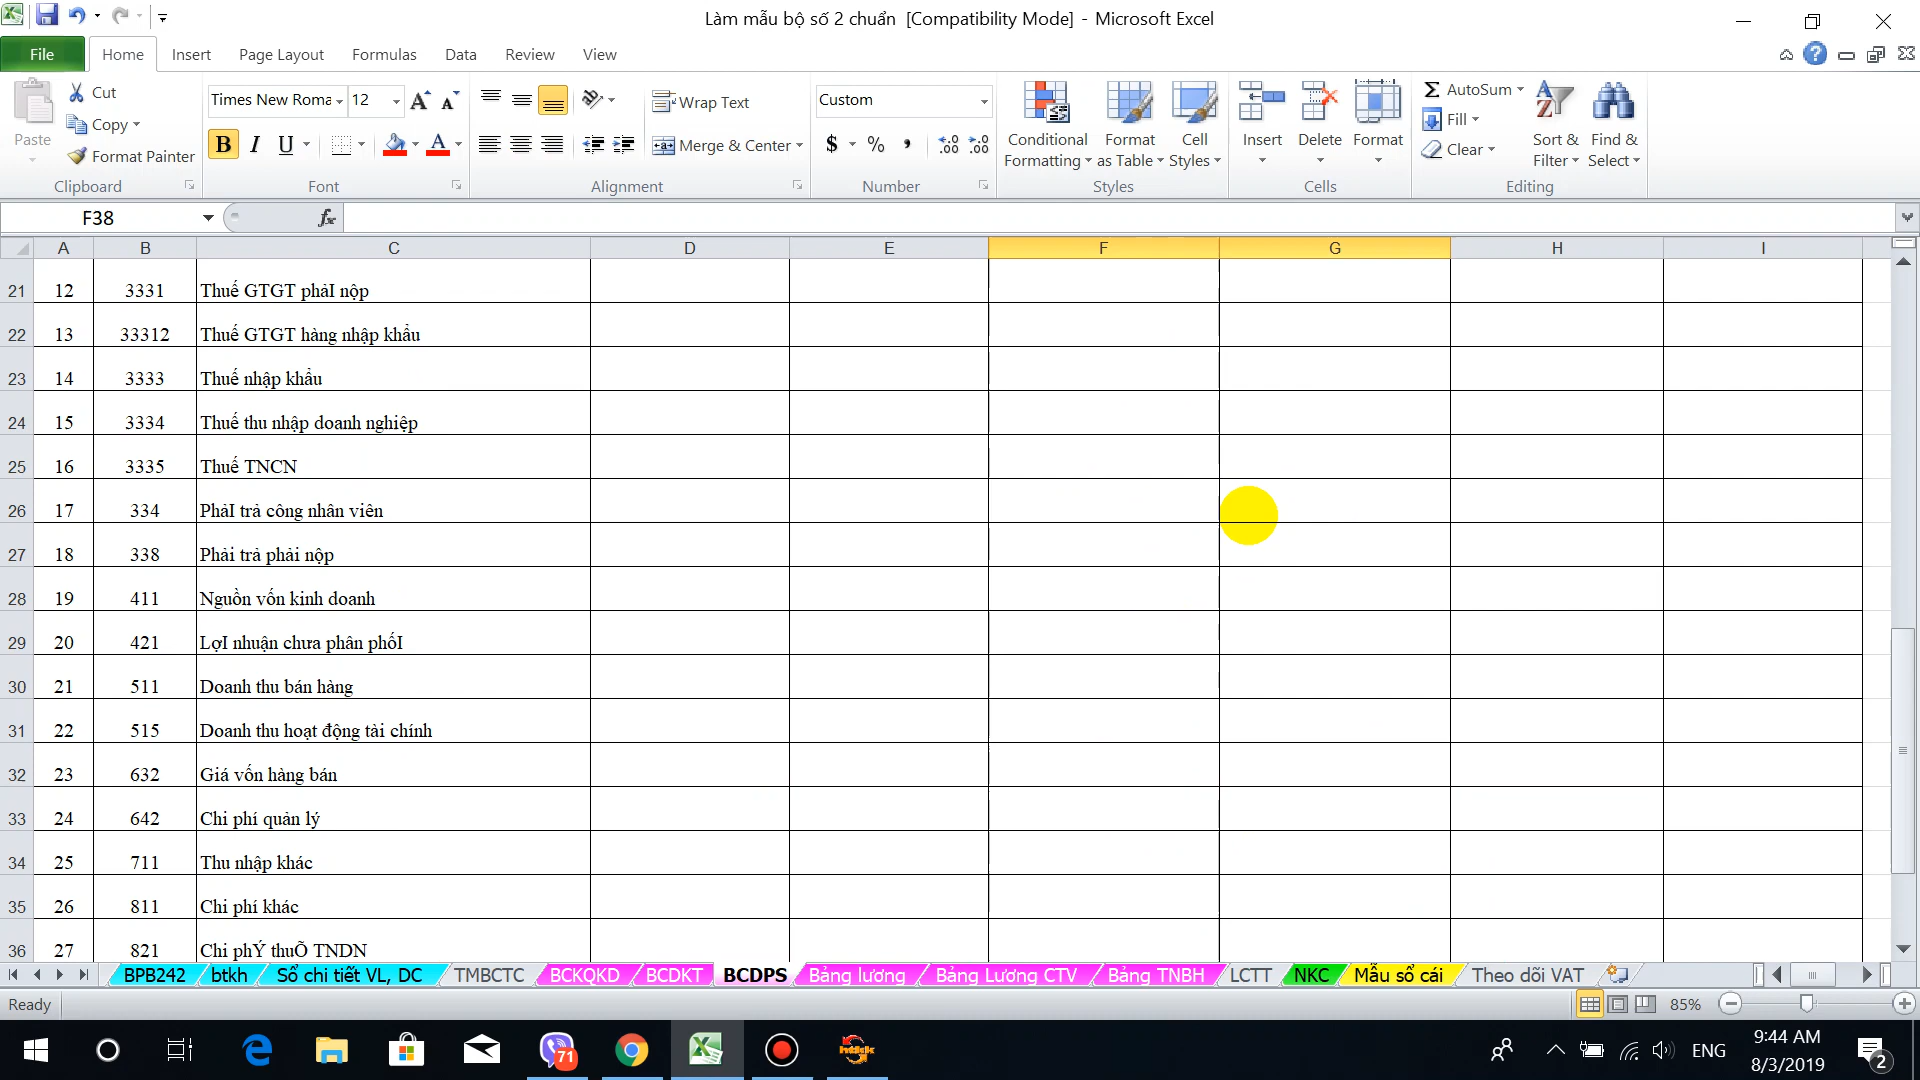 Làm mẫu bộ số 2 chuẩn  [Compatibility Mode]  -  Microsoft Excel
File Home Insert Page Layout Formulas Data Review View
Paste Cut Copy Format Painter Clipboard
Times New Roma 12 B I U A Font
Wrap Text Merge & Center Alignment
Custom $ % , Number
Conditional Formatting Format as Table Cell Styles Styles
Insert Delete Format Cells
AutoSum Fill Clear Sort & Filter Find & Select Editing
F38 fx
A B C D E F G H I
21 12 3331 Thuế GTGT phảI nộp
22 13 33312 Thuế GTGT hàng nhập khẩu
23 14 3333 Thuế nhập khẩu
24 15 3334 Thuế thu nhập doanh nghiệp
25 16 3335 Thuế TNCN
26 17 334 PhảI trả công nhân viên
27 18 338 Phải trả phải nộp
28 19 411 Nguồn vốn kinh doanh
29 20 421 LợI nhuận chưa phân phốI
30 21 511 Doanh thu bán hàng
31 22 515 Doanh thu hoạt động tài chính
32 23 632 Giá vốn hàng bán
33 24 642 Chi phí quản lý
34 25 711 Thu nhập khác
35 26 811 Chi phí khác
36 27 821 Chi phÝ thuÕ TNDN
BPB242 btkh Sổ chi tiết VL, DC TMBCTC BCKQKD BCDKT BCDPS Bảng lương Bảng Lương CTV Bảng TNBH LCTT NKC Mẫu sổ cái Theo dõi VAT
Ready 85%
71 ENG 9:44 AM
8/3/2019 2